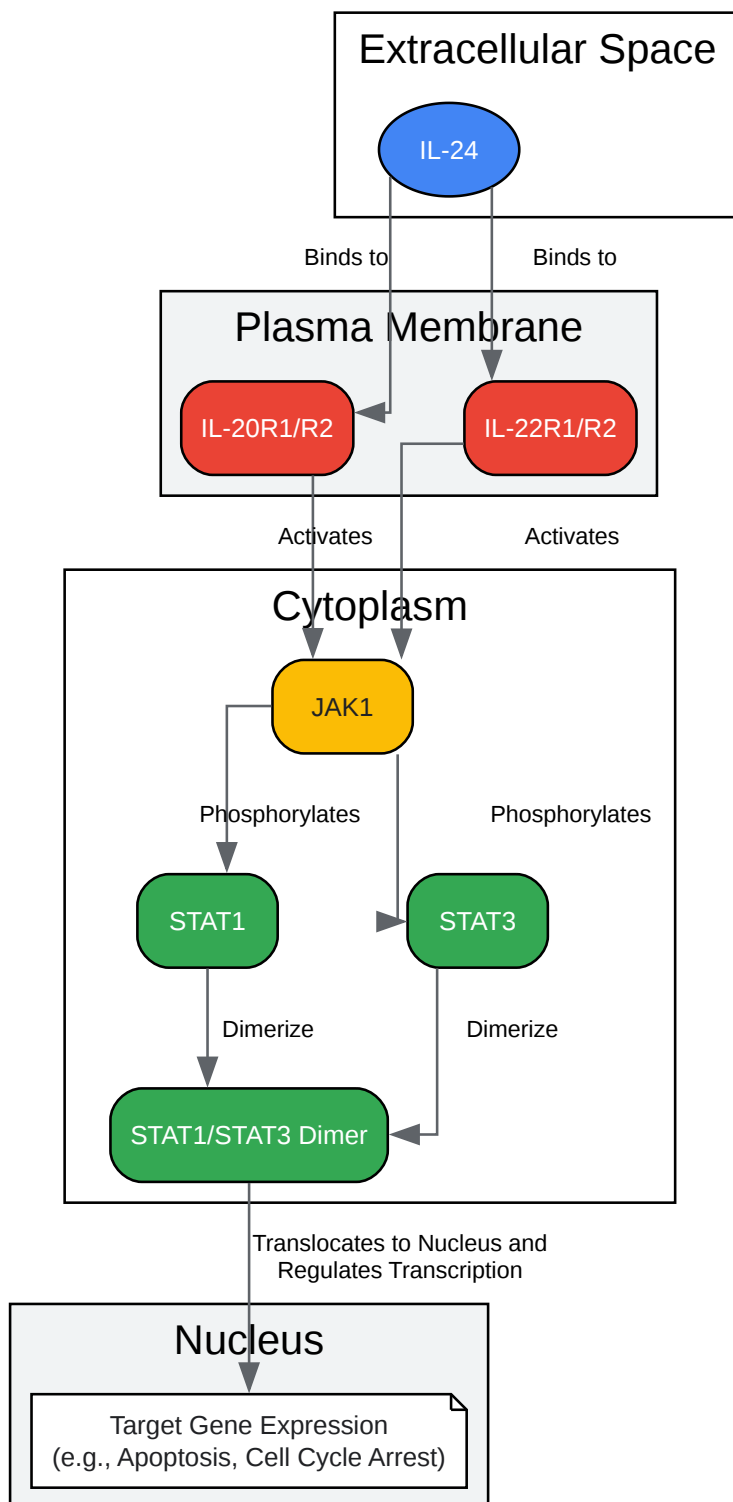 Extracellular Space
IL-24
Binds to
Binds to
Plasma Membrane
IL-20R1/R2
IL-22R1/R2
Activates
Activates
Cytoplasm
JAK1
Phosphorylates
Phosphorylates
STAT1
STAT3
Dimerize
Dimerize
STAT1/STAT3 Dimer
Translocates to Nucleus and
Regulates Transcription
Nucleus
Target Gene Expression
(e.g., Apoptosis, Cell Cycle Arrest)